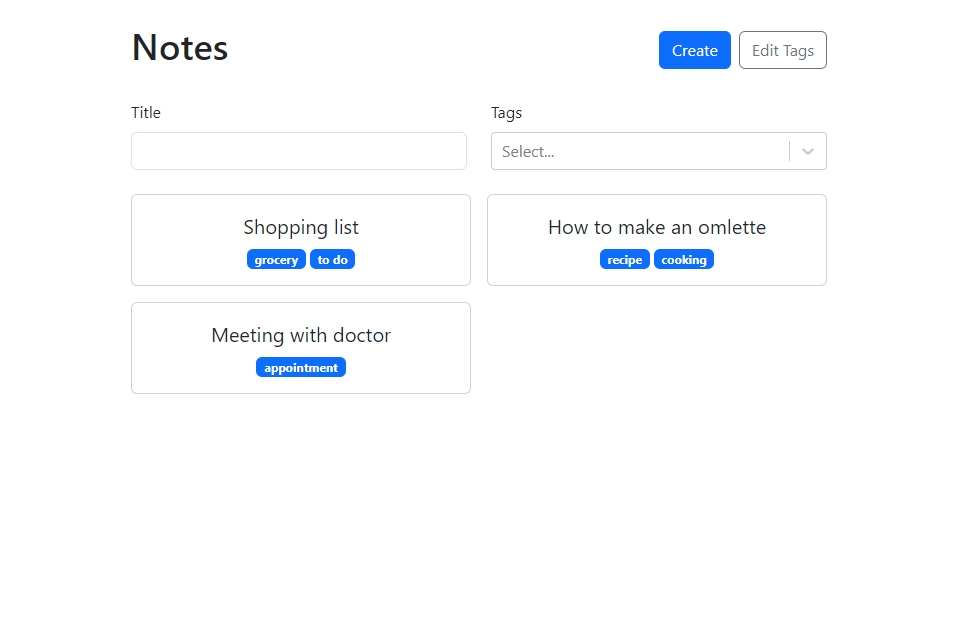 Notes
Create
Edit Tags
Title
Tags
Select...
Shopping list
grocery to do
How to make an omlette
recipe cooking
Meeting with doctor
appointment